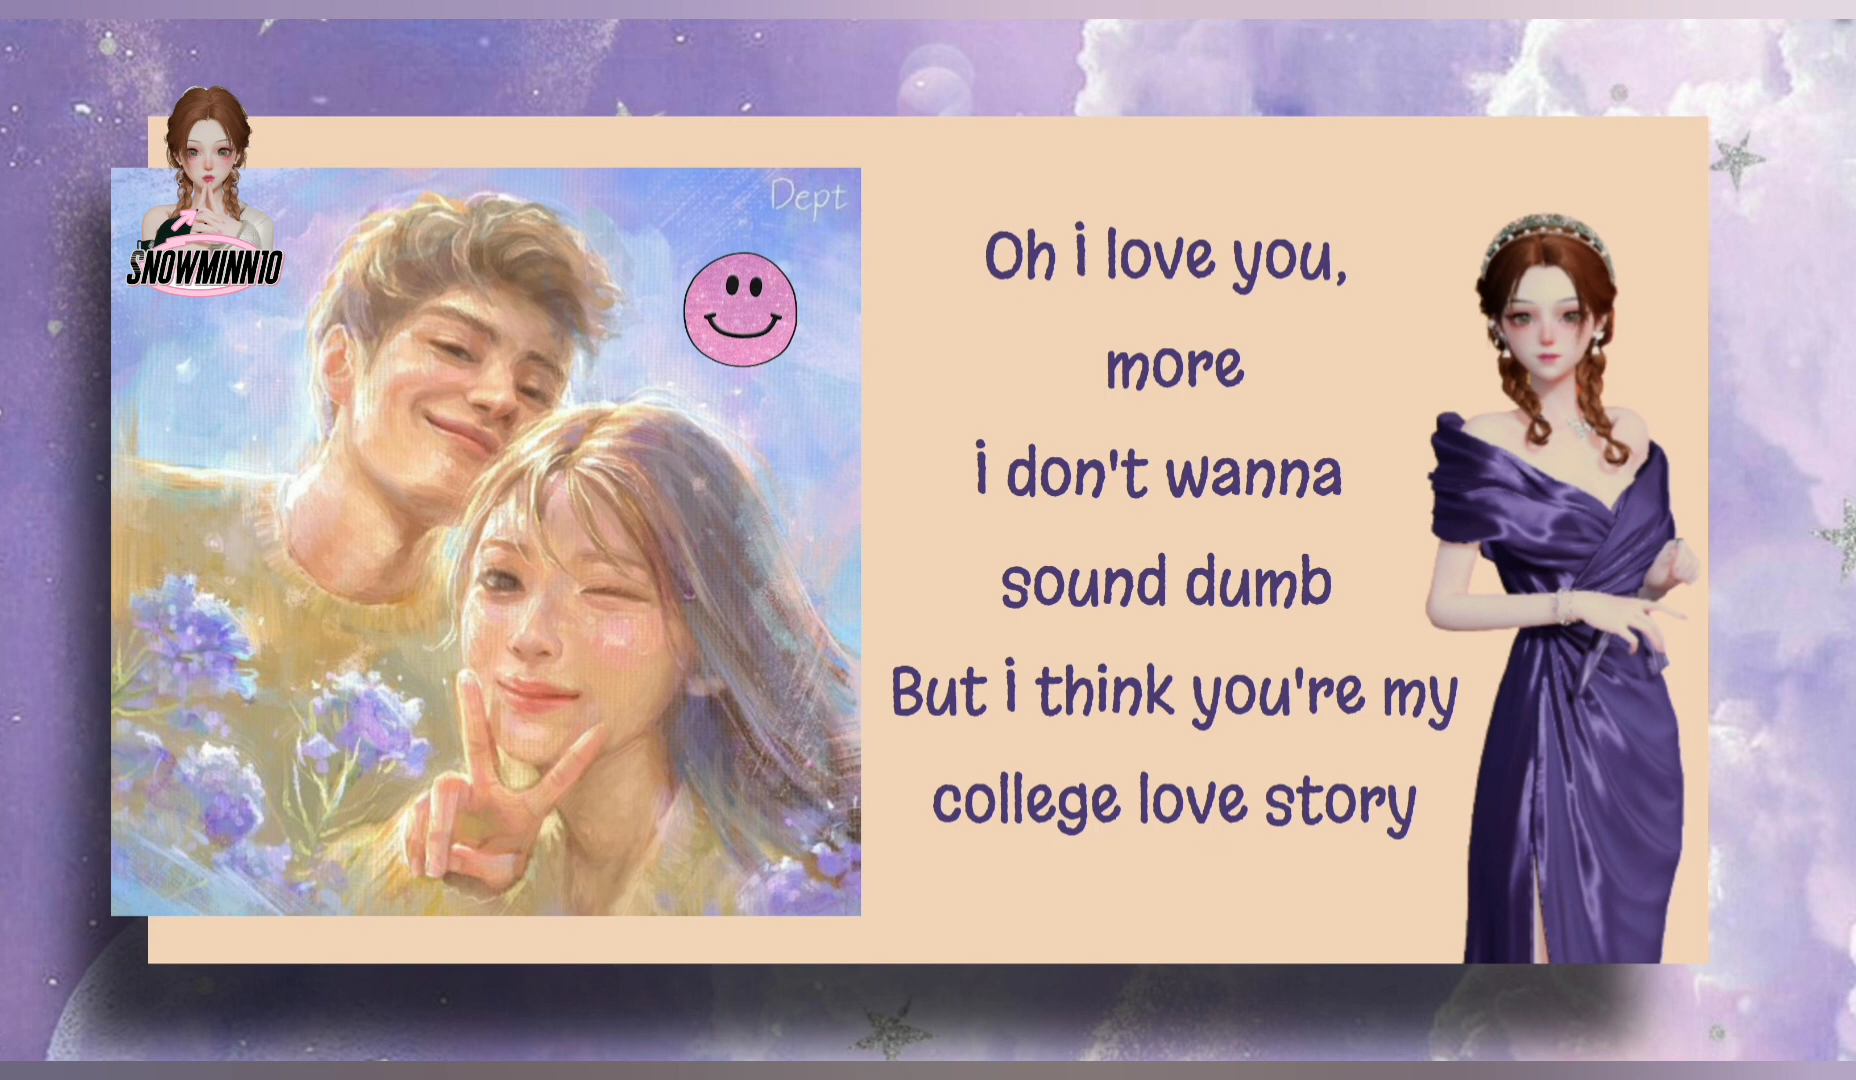 Dept
SNOWMINN10
Oh i love you,
more
i don't wanna
sound dumb
But i think you're my
college love story